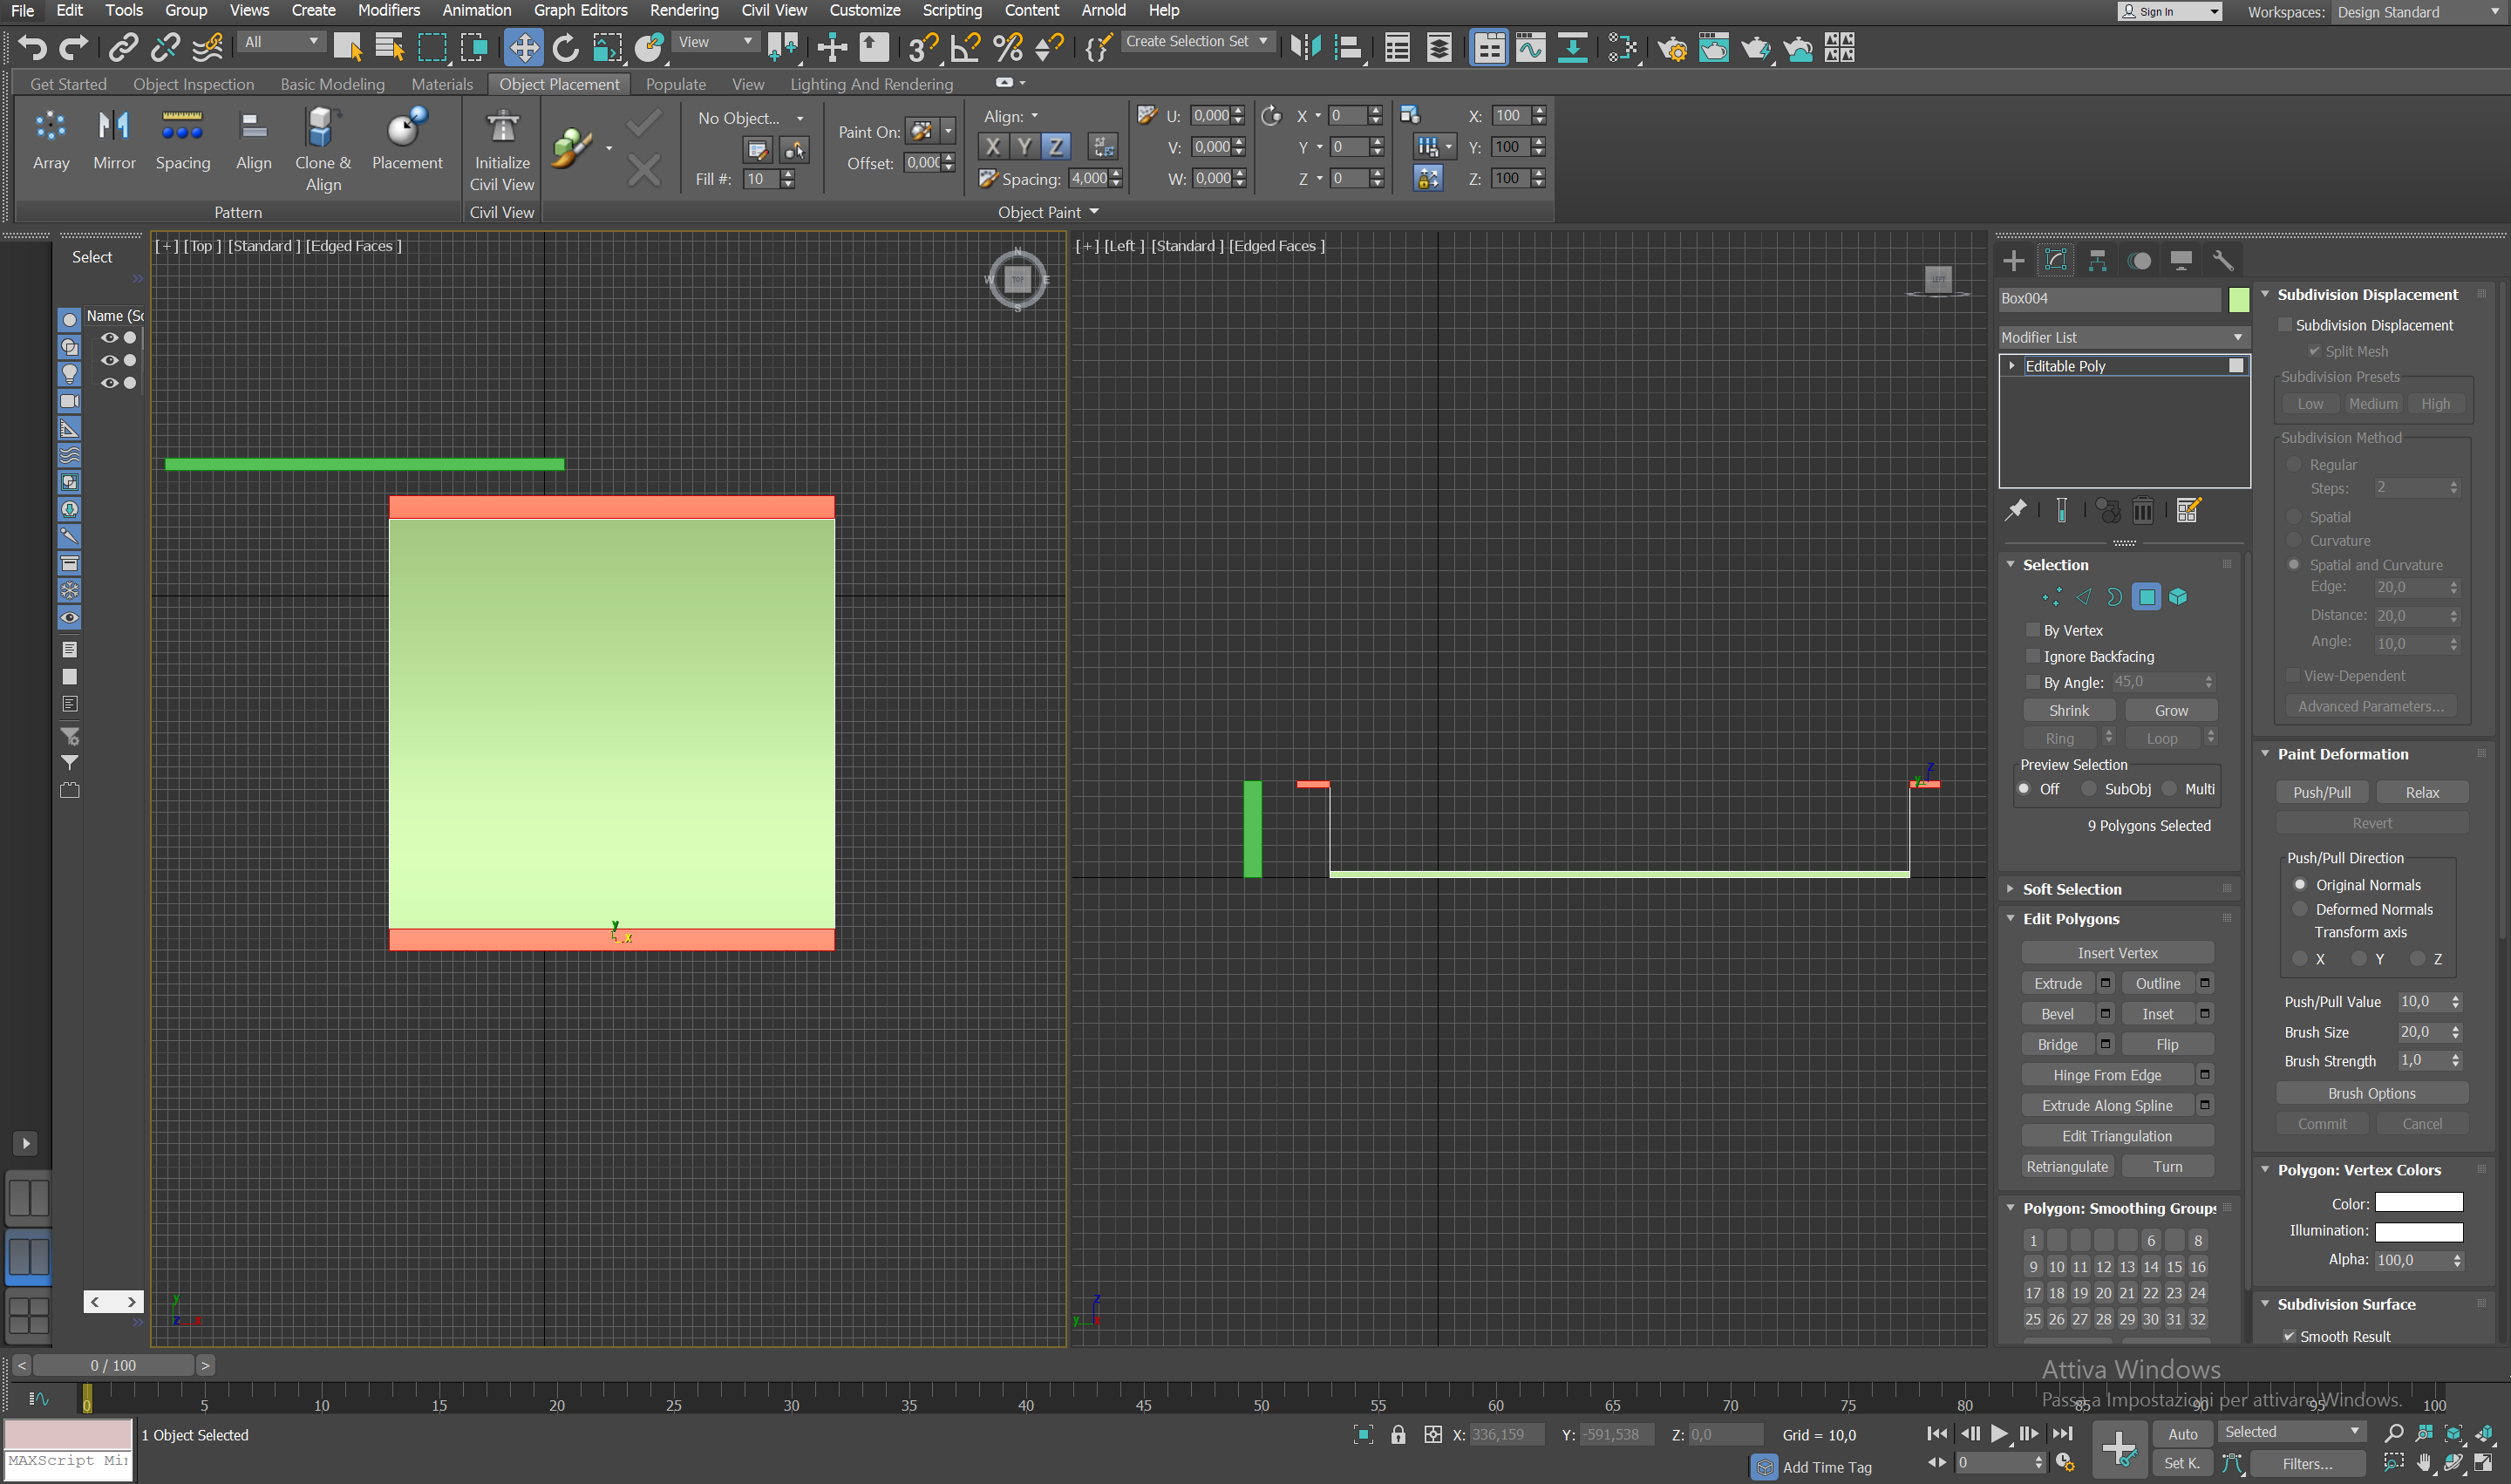 File Edit Tools Group Views Create Modifiers Animation Graph Editors Rendering Civil View Customize Scripting Content Arnold Help
Sign In Workspaces: Design Standard
All View Create Selection Set
Get Started Object Inspection Basic Modeling Materials Object Placement Populate View Lighting And Rendering
Array Mirror Spacing Align Clone & Align Placement
Pattern
Initialize Civil View
Civil View
No Object...
Fill #: 10
Paint On:
Offset: 0,000
Align:
X Y Z
Spacing: 4,000
U: 0,000
V: 0,000
W: 0,000
X 0
Y 0
Z 0
X: 100
Y: 100
Z: 100
Object Paint
Select
Name (Sc
[+] [Top ] [Standard ] [Edged Faces ]
N
W TOP E
S
y
x
y
z x
[+] [Left ] [Standard ] [Edged Faces ]
LEFT
z
y
z
y x
Box004
Modifier List
Editable Poly
Selection
By Vertex
Ignore Backfacing
By Angle: 45,0
Shrink Grow
Ring Loop
Preview Selection
Off SubObj Multi
9 Polygons Selected
Soft Selection
Edit Polygons
Insert Vertex
Extrude Outline
Bevel Inset
Bridge Flip
Hinge From Edge
Extrude Along Spline
Edit Triangulation
Retriangulate Turn
Polygon: Smoothing Groups
1 6 8
9 10 11 12 13 14 15 16
17 18 19 20 21 22 23 24
25 26 27 28 29 30 31 32
Subdivision Displacement
Subdivision Displacement
Split Mesh
Subdivision Presets
Low Medium High
Subdivision Method
Regular
Steps: 2
Spatial
Curvature
Spatial and Curvature
Edge: 20,0
Distance: 20,0
Angle: 10,0
View-Dependent
Advanced Parameters...
Paint Deformation
Push/Pull Relax
Revert
Push/Pull Direction
Original Normals
Deformed Normals
Transform axis
X Y Z
Push/Pull Value 10,0
Brush Size 20,0
Brush Strength 1,0
Brush Options
Commit Cancel
Polygon: Vertex Colors
Color:
Illumination:
Alpha: 100,0
Subdivision Surface
Smooth Result
< 0 / 100 >
Attiva Windows
Passa a Impostazioni per attivare Windows.
0 5 10 15 20 25 30 35 40 45 50 55 60 65 70 75 80 85 90 95 100
1 Object Selected
X: 336,159 Y: -591,538 Z: 0,0 Grid = 10,0
Auto Selected
MAXScript Mi
Add Time Tag
0
Set K. Filters...